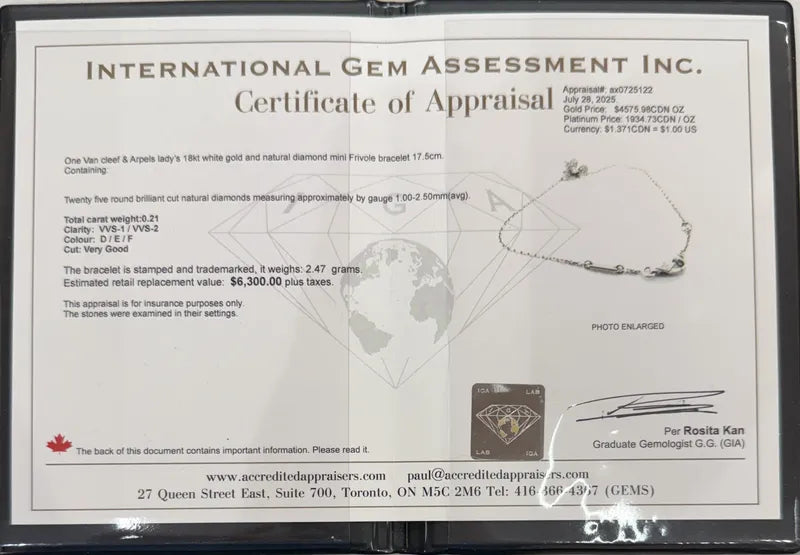 INTERNATIONAL GEM ASSESSMENT INC.
Certificate of Appraisal
Appraisal#: ax0725122
July 28, 2025
Gold Price: $4575.98CDN OZ
Platinum Price: 1934.73CDN / OZ
Currency: $1.371CDN = $1.00 US
One Van cleef & Arpels lady's 18kt white gold and natural diamond mini Frivole bracelet 17.5cm.
Containing:
Twenty five round brilliant cut natural diamonds measuring approximately by gauge 1.00-2.50mm(avg).
Total carat weight:0.21
Clarity: VVS-1 / VVS-2
Colour: D / E / F
Cut: Very Good
The bracelet is stamped and trademarked, it weighs: 2.47 grams.
Estimated retail replacement value: $6,300.00 plus taxes.
This appraisal is for insurance purposes only.
The stones were examined in their settings.
I G A
PHOTO ENLARGED
IGA LAB
LAB IGA
Per Rosita Kan
Graduate Gemologist G.G. (GIA)
The back of this document contains important information. Please read it.
www.accreditedappraisers.com paul@accreditedappraisers.com
27 Queen Street East, Suite 700, Toronto, ON M5C 2M6 Tel: 416-366-4367 (GEMS)